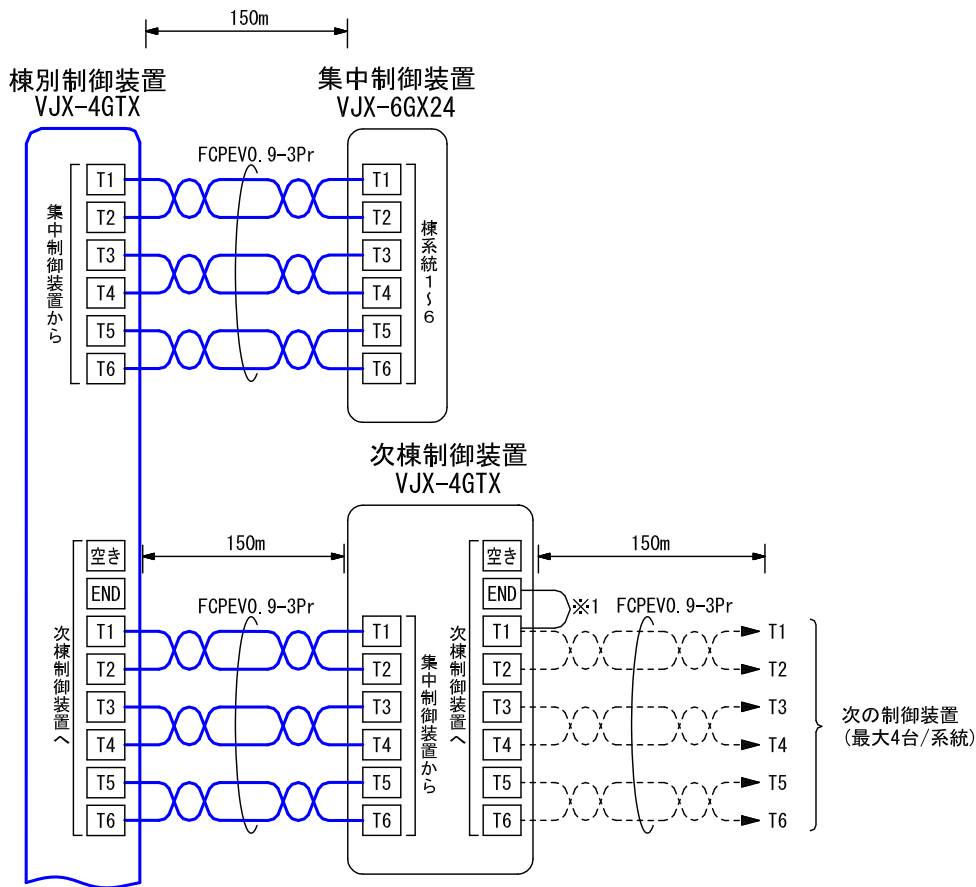 150m
棟別制御装置
VJX-4GTX
集中制御装置
VJX-6GX24
FCPEV0.9-3Pr
集中制御装置から
T1
T2
T3
T4
T5
T6
T1
T2
T3
T4
T5
T6
棟系統1~6
次棟制御装置
VJX-4GTX
次棟制御装置へ
空き
END
T1
T2
T3
T4
T5
T6
150m
FCPEV0.9-3Pr
T1
T2
T3
T4
T5
T6
集中制御装置から
次棟制御装置へ
空き
END
T1
T2
T3
T4
T5
T6
150m
※1
FCPEV0.9-3Pr
T1
T2
T3
T4
T5
T6
次の制御装置
(最大4台/系統)